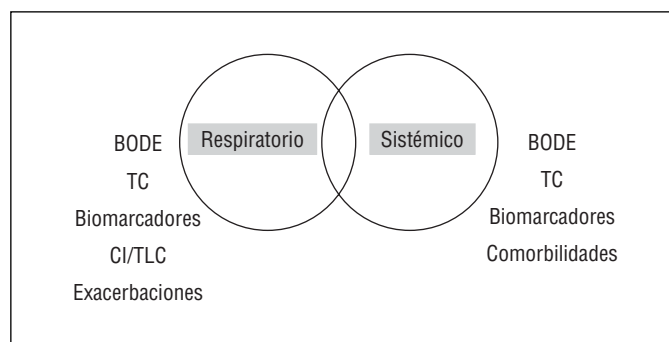 Respiratorio
Sistémico
BODE
TC
Biomarcadores
CI/TLC
Exacerbaciones
BODE
TC
Biomarcadores
Comorbilidades